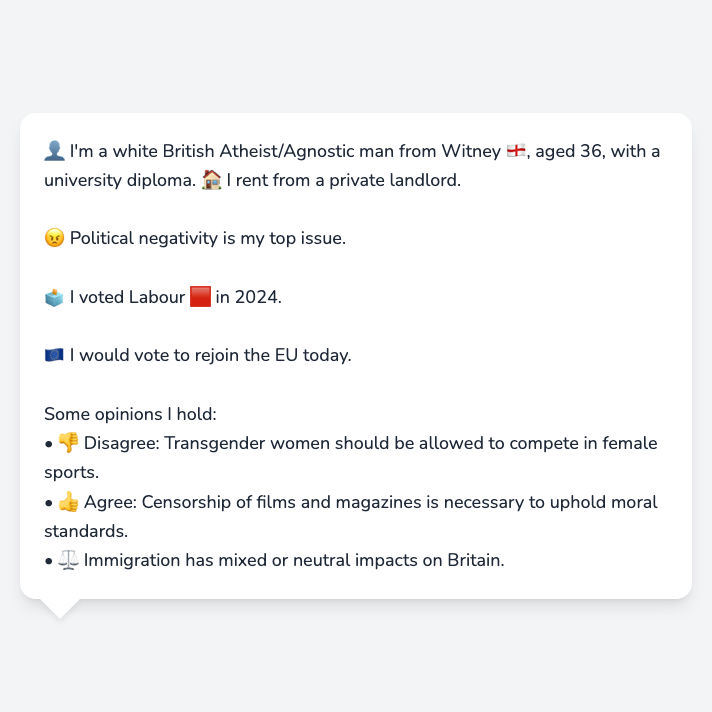 👤 I'm a white British Atheist/Agnostic man from Witney 🏴󠁧󠁢󠁥󠁮󠁧󠁿, aged 36, with a
university diploma. 🏠 I rent from a private landlord.
😠 Political negativity is my top issue.
🗳️ I voted Labour 🟥 in 2024.
🇪🇺 I would vote to rejoin the EU today.
Some opinions I hold:
• 👎 Disagree: Transgender women should be allowed to compete in female
sports.
• 👍 Agree: Censorship of films and magazines is necessary to uphold moral
standards.
• ⚖️ Immigration has mixed or neutral impacts on Britain.